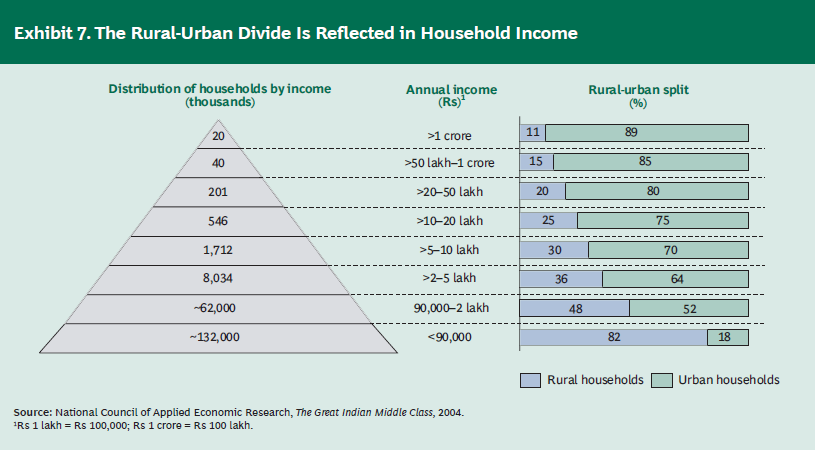 Exhibit 7. The Rural-Urban Divide Is Reflected in Household Income
Distribution of households by income
(thousands)
Annual income
(Rs)¹
Rural-urban split
(%)
20 >1 crore 11 89
40 >50 lakh–1 crore 15 85
201 >20–50 lakh 20 80
546 >10–20 lakh 25 75
1,712 >5–10 lakh 30 70
8,034 >2–5 lakh 36 64
~62,000 90,000–2 lakh 48 52
~132,000 <90,000 82 18
Rural households Urban households
Source: National Council of Applied Economic Research, The Great Indian Middle Class, 2004.
¹Rs 1 lakh = Rs 100,000; Rs 1 crore = Rs 100 lakh.